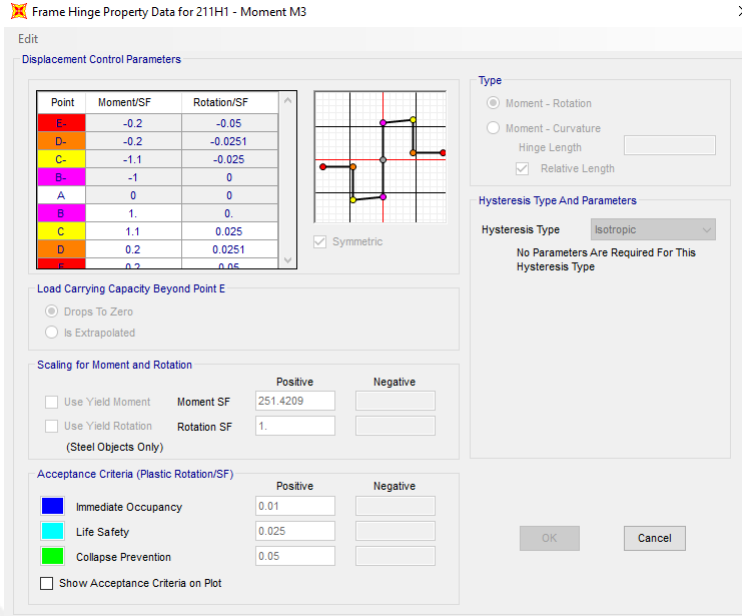 Frame Hinge Property Data for 211H1 - Moment M3
Edit
Displacement Control Parameters
Point Moment/SF Rotation/SF
E- -0.2 -0.05
D- -0.2 -0.0251
C- -1.1 -0.025
B- -1 0
A 0 0
B 1. 0.
C 1.1 0.025
D 0.2 0.0251
E 0.2 0.05
Symmetric
Load Carrying Capacity Beyond Point E
Drops To Zero
Is Extrapolated
Scaling for Moment and Rotation
Positive Negative
Use Yield Moment Moment SF 251.4209
Use Yield Rotation Rotation SF 1.
(Steel Objects Only)
Acceptance Criteria (Plastic Rotation/SF)
Positive Negative
Immediate Occupancy 0.01
Life Safety 0.025
Collapse Prevention 0.05
Show Acceptance Criteria on Plot
Type
Moment - Rotation
Moment - Curvature
Hinge Length
Relative Length
Hysteresis Type And Parameters
Hysteresis Type Isotropic
No Parameters Are Required For This
Hysteresis Type
OK Cancel